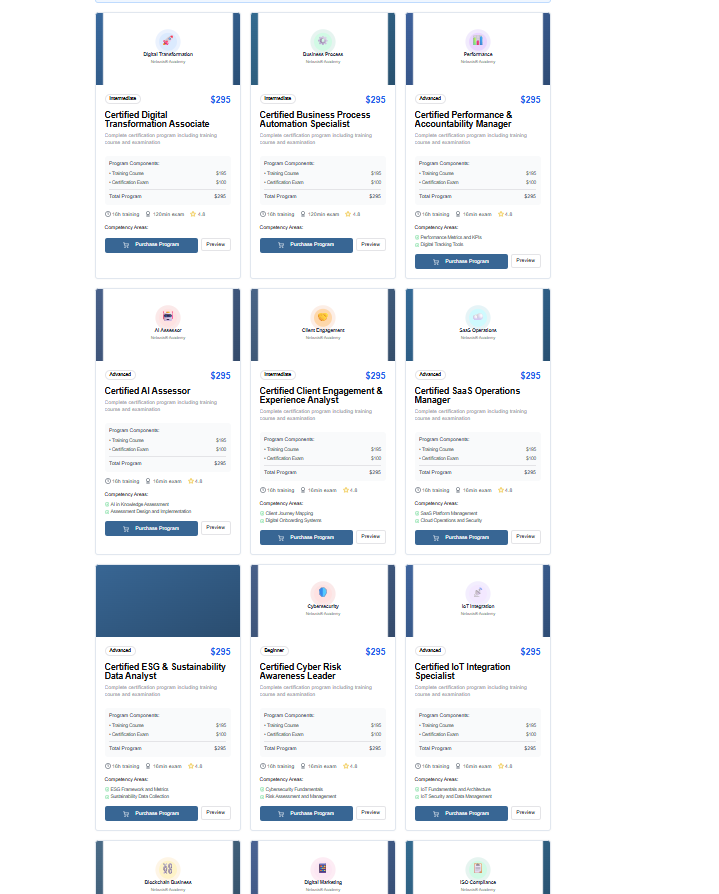 Digital Transformation
Network Academy
Intermediate
$295
Certified Digital
Transformation Associate
Complete certification program including training
course and examination
Program Components:
• Training Course $195
• Certification Exam $100
Total Program $295
16h training 120min exam 4.8
Competency Areas:
Purchase Program
Preview
Business Process
Network Academy
Intermediate
$295
Certified Business Process
Automation Specialist
Complete certification program including training
course and examination
Program Components:
• Training Course $195
• Certification Exam $100
Total Program $295
16h training 120min exam 4.8
Competency Areas:
Purchase Program
Preview
Performance
Network Academy
Advanced
$295
Certified Performance &
Accountability Manager
Complete certification program including training
course and examination
Program Components:
• Training Course $195
• Certification Exam $100
Total Program $295
16h training 16min exam 4.8
Competency Areas:
Performance Metrics and KPIs
Digital Tracking Tools
Purchase Program
Preview
AI Assessor
Network Academy
Advanced
$295
Certified AI Assessor
Complete certification program including training
course and examination
Program Components:
• Training Course $195
• Certification Exam $100
Total Program $295
16h training 16min exam 4.8
Competency Areas:
AI in Knowledge Assessment
Assessment Design and Implementation
Purchase Program
Preview
Client Engagement
Network Academy
Intermediate
$295
Certified Client Engagement &
Experience Analyst
Complete certification program including training
course and examination
Program Components:
• Training Course $195
• Certification Exam $100
Total Program $295
16h training 16min exam 4.8
Competency Areas:
Client Journey Mapping
Digital Onboarding Systems
Purchase Program
Preview
SaaS Operations
Network Academy
Advanced
$295
Certified SaaS Operations
Manager
Complete certification program including training
course and examination
Program Components:
• Training Course $195
• Certification Exam $100
Total Program $295
16h training 16min exam 4.8
Competency Areas:
SaaS Platform Management
Cloud Operations and Security
Purchase Program
Preview
Advanced
$295
Certified ESG & Sustainability
Data Analyst
Complete certification program including training
course and examination
Program Components:
• Training Course $195
• Certification Exam $100
Total Program $295
16h training 16min exam 4.8
Competency Areas:
ESG Framework and Metrics
Sustainability Data Collection
Purchase Program
Preview
Cybersecurity
Network Academy
Beginner
$295
Certified Cyber Risk
Awareness Leader
Complete certification program including training
course and examination
Program Components:
• Training Course $195
• Certification Exam $100
Total Program $295
16h training 16min exam 4.8
Competency Areas:
Cybersecurity Fundamentals
Risk Assessment and Management
Purchase Program
Preview
IoT Integration
Network Academy
Advanced
$295
Certified IoT Integration
Specialist
Complete certification program including training
course and examination
Program Components:
• Training Course $195
• Certification Exam $100
Total Program $295
16h training 16min exam 4.8
Competency Areas:
IoT Fundamentals and Architecture
IoT Security and Data Management
Purchase Program
Preview
Blockchain Business
Network Academy
Digital Marketing
Network Academy
ISO Compliance
Network Academy